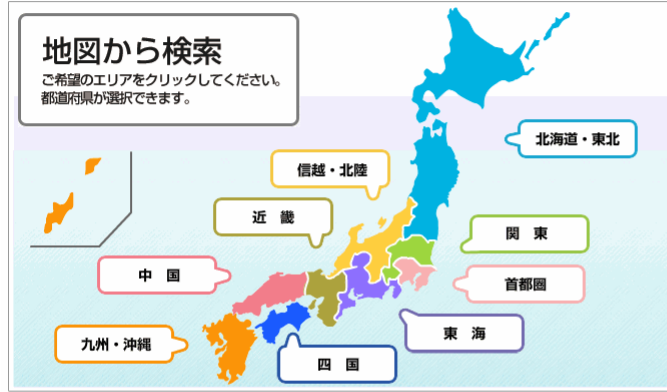 地図から検索
ご希望のエリアをクリックしてください。
都道府県が選択できます。
北海道・東北
信越・北陸
近　畿
関　東
中　国
首都圏
東　海
九州・沖縄
四　国